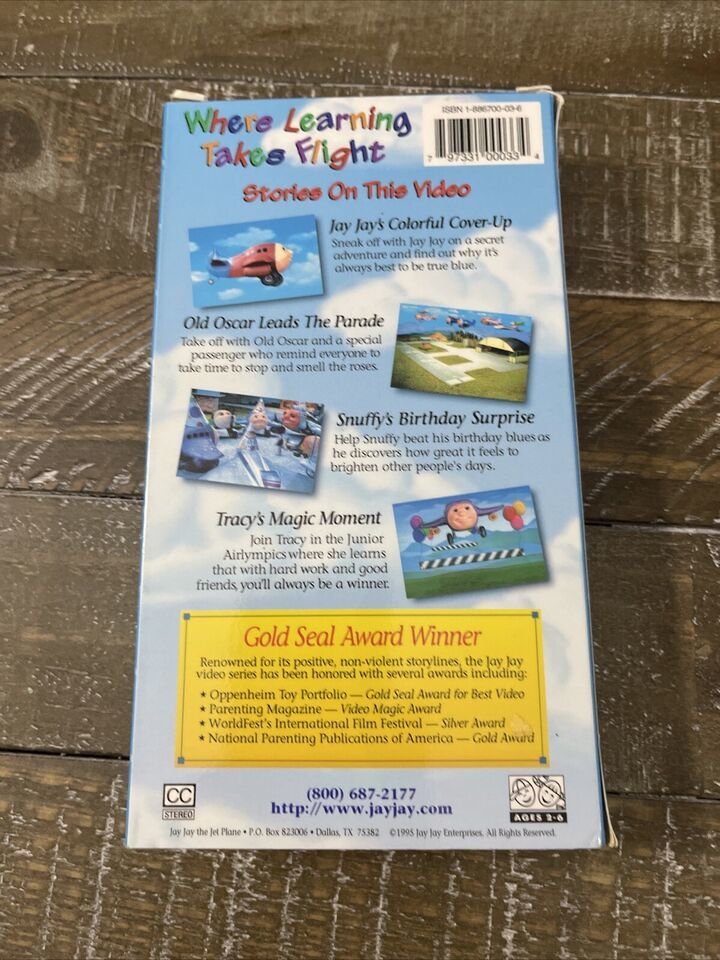 Where Learning
Takes Flight
ISBN 1-886700-03-6
7 97331 00033 4
Stories On This Video
Jay Jay's Colorful Cover-Up
Sneak off with Jay Jay on a secret
adventure and find out why it's
always best to be true blue.
Old Oscar Leads The Parade
Take off with Old Oscar and a special
passenger who remind everyone to
take time to stop and smell the roses.
Snuffy's Birthday Surprise
Help Snuffy beat his birthday blues as
he discovers how great it feels to
brighten other people's days.
Tracy's Magic Moment
Join Tracy in the Junior
Airlympics where she learns
that with hard work and good
friends, you'll always be a winner.
Gold Seal Award Winner
Renowned for its positive, non-violent storylines, the Jay Jay
video series has been honored with several awards including:
★ Oppenheim Toy Portfolio — Gold Seal Award for Best Video
★ Parenting Magazine — Video Magic Award
★ WorldFest's International Film Festival — Silver Award
★ National Parenting Publications of America — Gold Award
CC
STEREO
(800) 687-2177
http://www.jayjay.com
AGES 2-6
Jay Jay the Jet Plane • P.O. Box 823006 • Dallas, TX 75382 ©1995 Jay Jay Enterprises. All Rights Reserved.